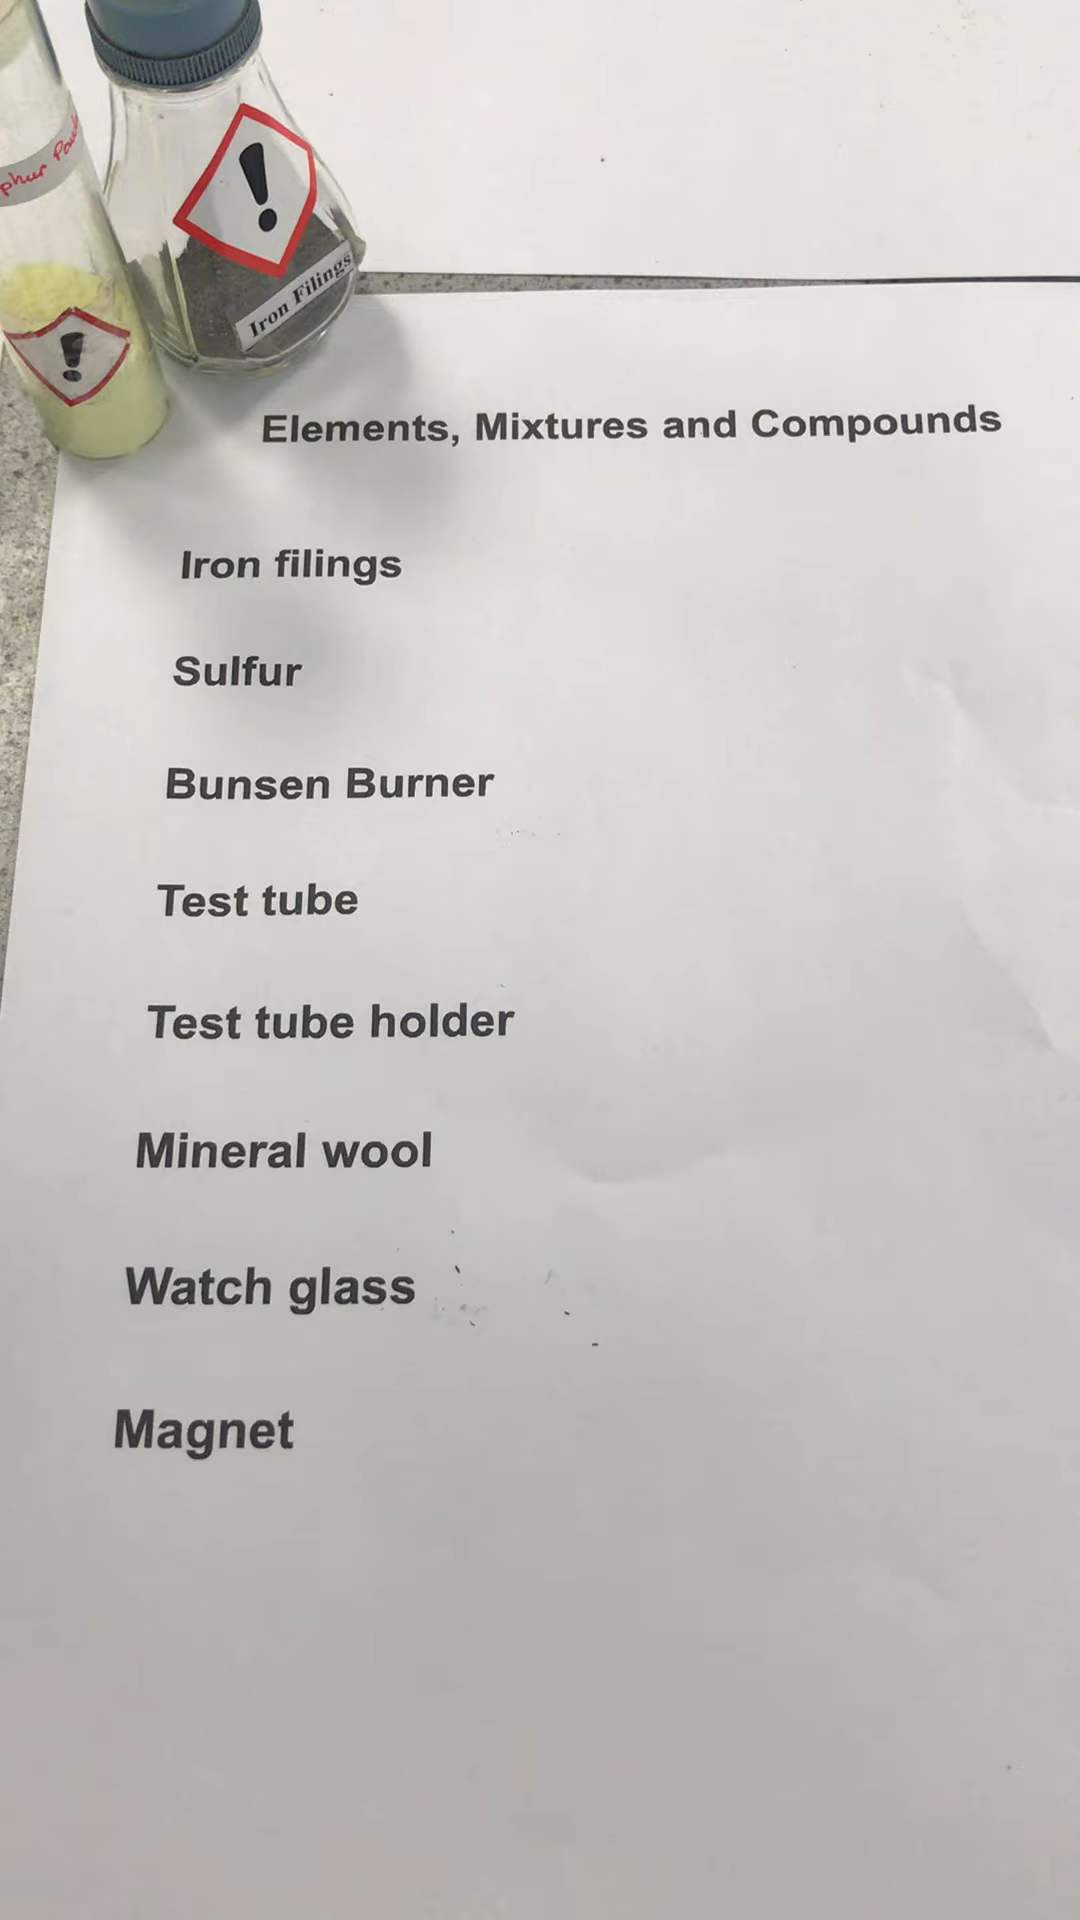 Iron Filings
Elements, Mixtures and Compounds
Iron filings
Sulfur
Bunsen Burner
Test tube
Test tube holder
Mineral wool
Watch glass
Magnet